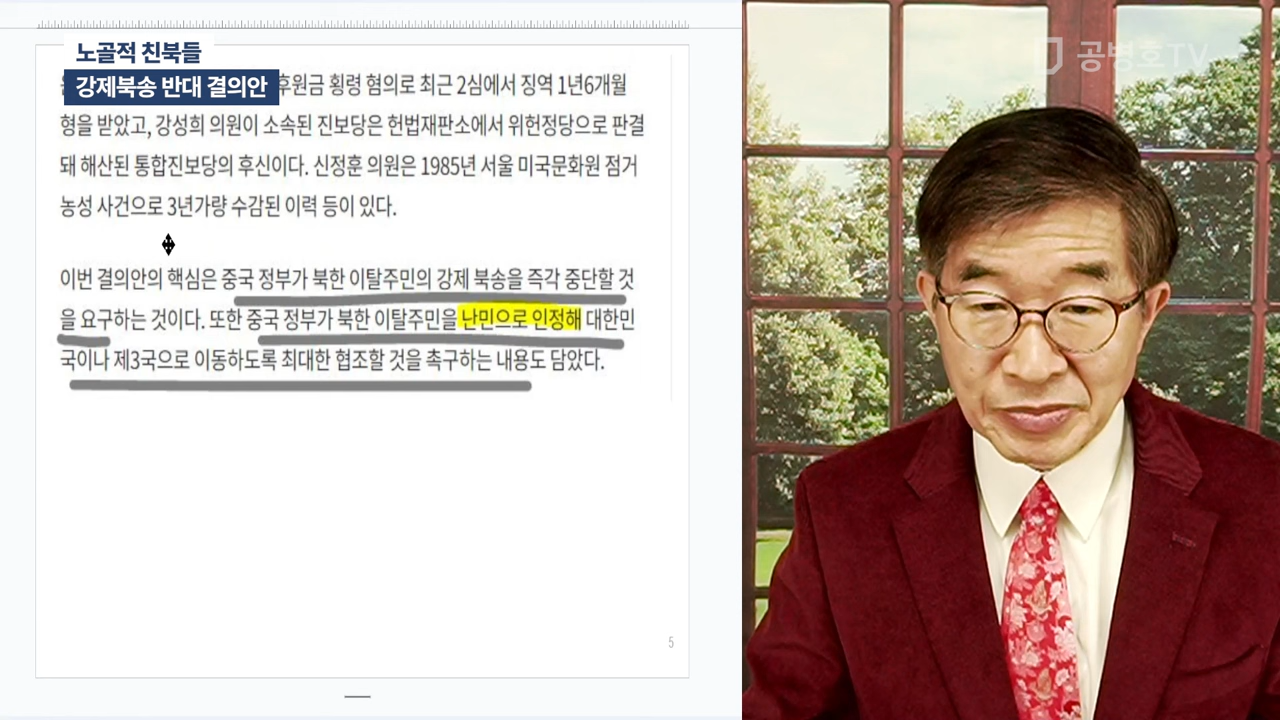 노골적 친북들
강제북송 반대 결의안
후원금 횡령 혐의로 최근 2심에서 징역 1년6개월
형을 받았고, 강성희 의원이 소속된 진보당은 헌법재판소에서 위헌정당으로 판결
돼 해산된 통합진보당의 후신이다. 신정훈 의원은 1985년 서울 미국문화원 점거
농성 사건으로 3년가량 수감된 이력 등이 있다.
이번 결의안의 핵심은 중국 정부가 북한 이탈주민의 강제 북송을 즉각 중단할 것
을 요구하는 것이다. 또한 중국 정부가 북한 이탈주민을 난민으로 인정해 대한민
국이나 제3국으로 이동하도록 최대한 협조할 것을 촉구하는 내용도 담았다.
5
공병호TV